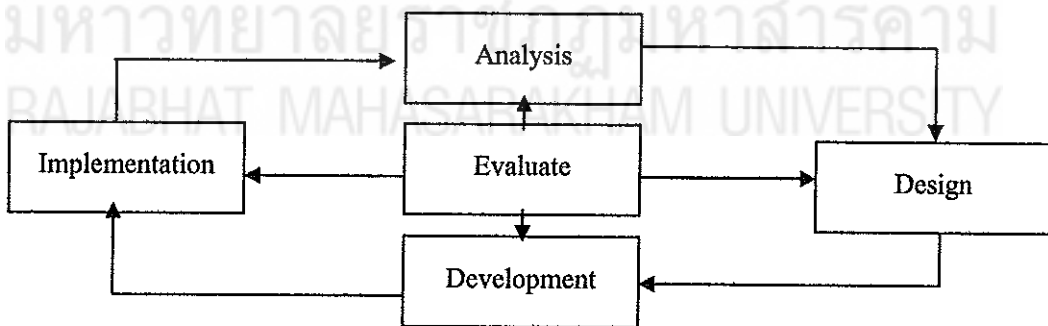 มหาวิทยาลัยราชภัฏมหาสารคาม
RAJABHAT MAHASARAKHAM UNIVERSITY
Analysis
Implementation
Evaluate
Design
Development